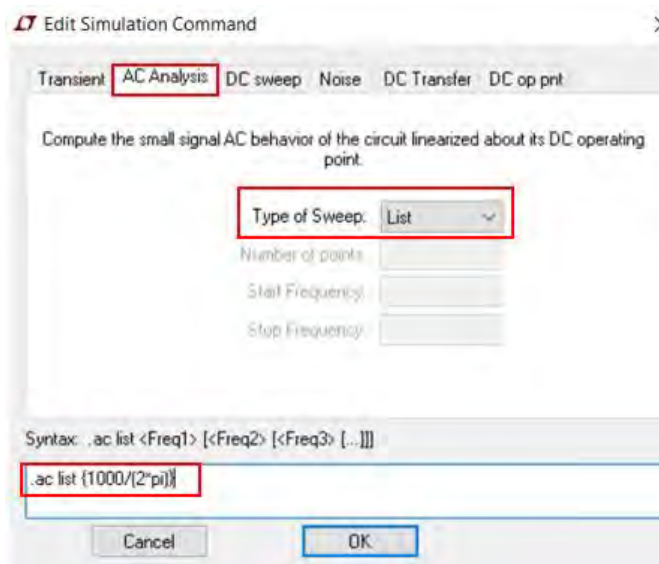 Edit Simulation Command
Transient AC Analysis DC sweep Noise DC Transfer DC op pnt
Compute the small signal AC behavior of the circuit linearized about its DC operating
point.
Type of Sweep: List
Number of points:
Start Frequency:
Stop Frequency:
Syntax: .ac list <Freq1> [<Freq2> [<Freq3> [...]]]
.ac list {1000/(2*pi)}
Cancel OK